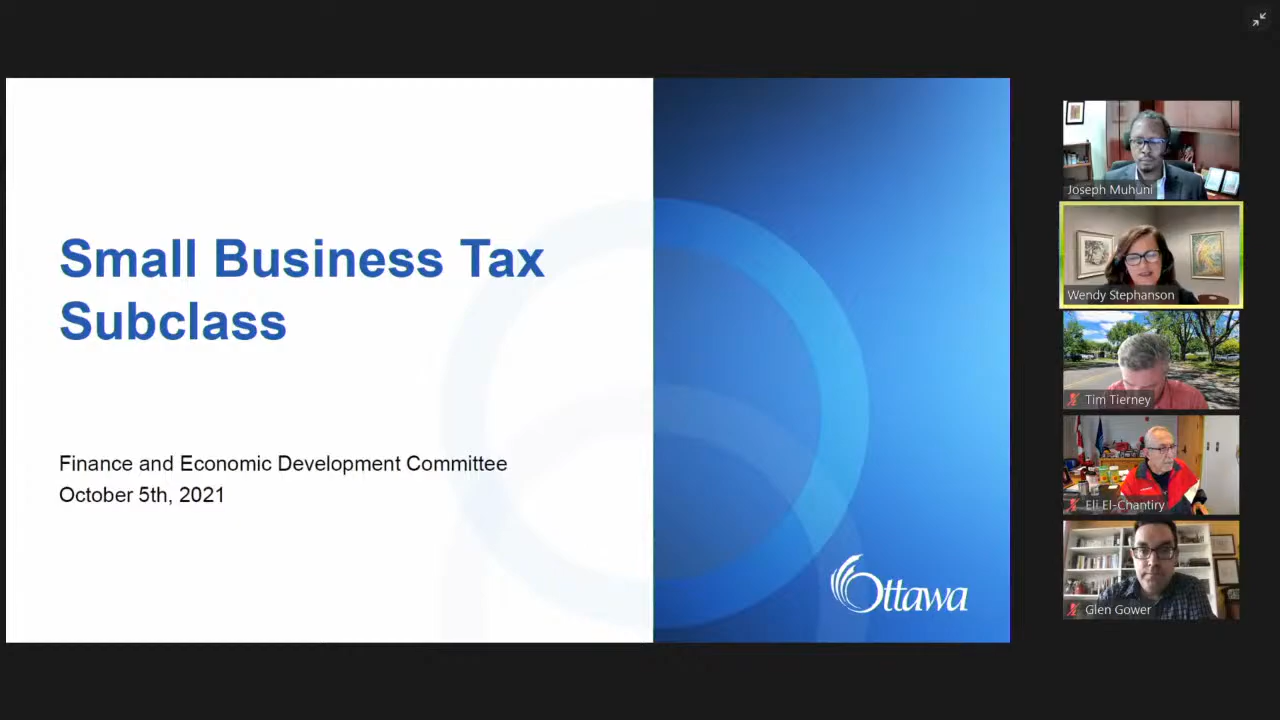 Small Business Tax
Subclass
Finance and Economic Development Committee
October 5th, 2021
Ottawa
Joseph Muhuni
Wendy Stephanson
Tim Tierney
Eli El-Chantiry
Glen Gower